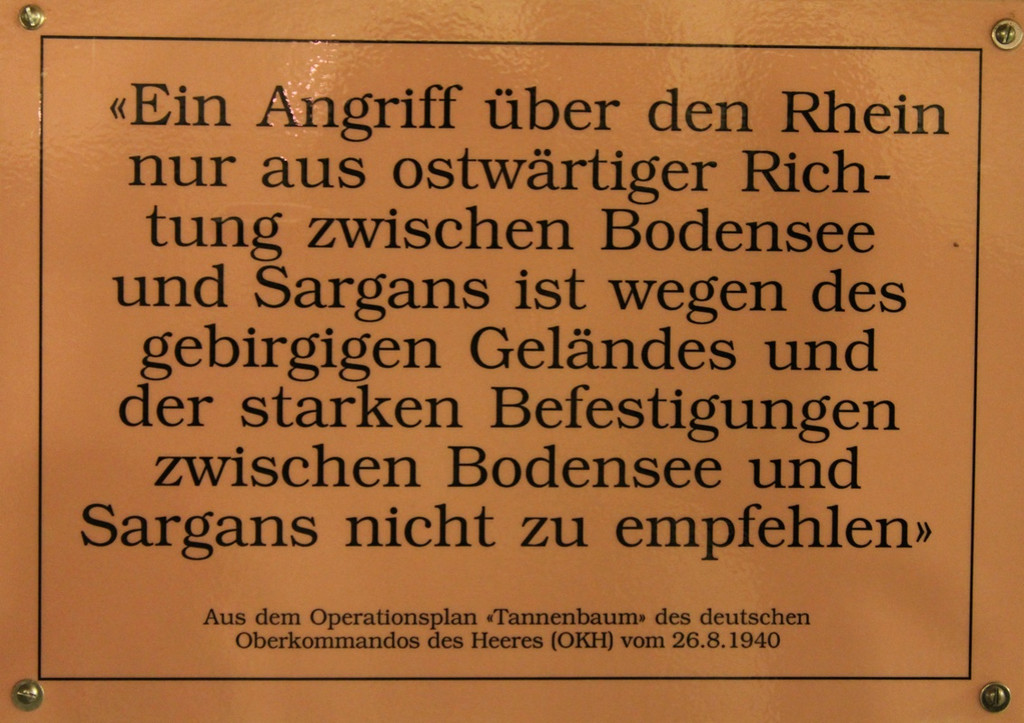 «Ein Angriff über den Rhein
nur aus ostwärtiger Rich-
tung zwischen Bodensee
und Sargans ist wegen des
gebirgigen Geländes und
der starken Befestigungen
zwischen Bodensee und
Sargans nicht zu empfehlen»
Aus dem Operationsplan «Tannenbaum» des deutschen
Oberkommandos des Heeres (OKH) vom 26.8.1940